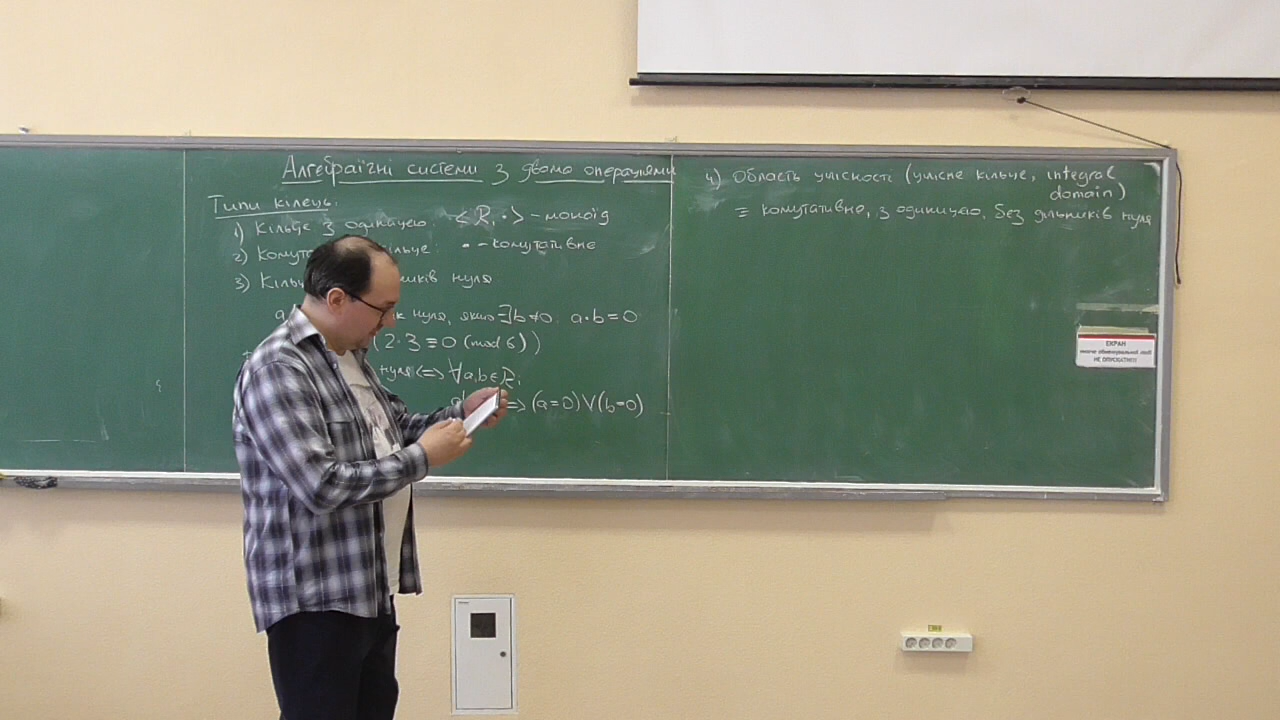 Алгебраїчні системи з двома операціями
Типи кілець:
1) Кільце з одиницею. <R, ·> – моноїд
2) Комут кільце: "·" – комутативне
3) Кіль ників нуля
a к нуля, якщо ∃b≠0. a·b=0
(2·3≡0 (mod 6))
нуля ⟺ ∀a,b∈R,
⟹ (a=0)∨(b=0)
4) Область цілісності (цілісне кільце, integral
domain)
≡ комутативне, з одиницею, без дільників нуля
ЕКРАН
НЕ ОПУСКАТИ!!!